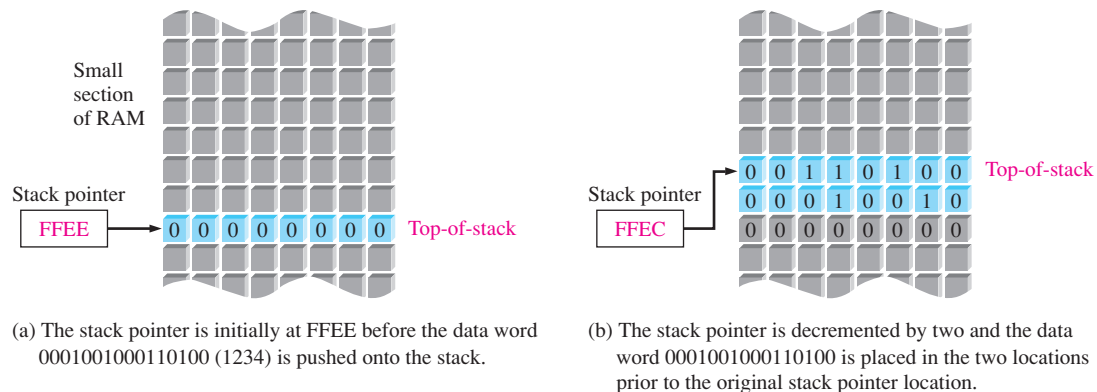 Small
section
of RAM
Stack pointer
FFEE
0 0 0 0 0 0 0 0
Top-of-stack
(a) The stack pointer is initially at FFEE before the data word
0001001000110100 (1234) is pushed onto the stack.
0 0 1 1 0 1 0 0
Top-of-stack
Stack pointer
0 0 0 1 0 0 1 0
FFEC
0 0 0 0 0 0 0 0
(b) The stack pointer is decremented by two and the data
word 0001001000110100 is placed in the two locations
prior to the original stack pointer location.